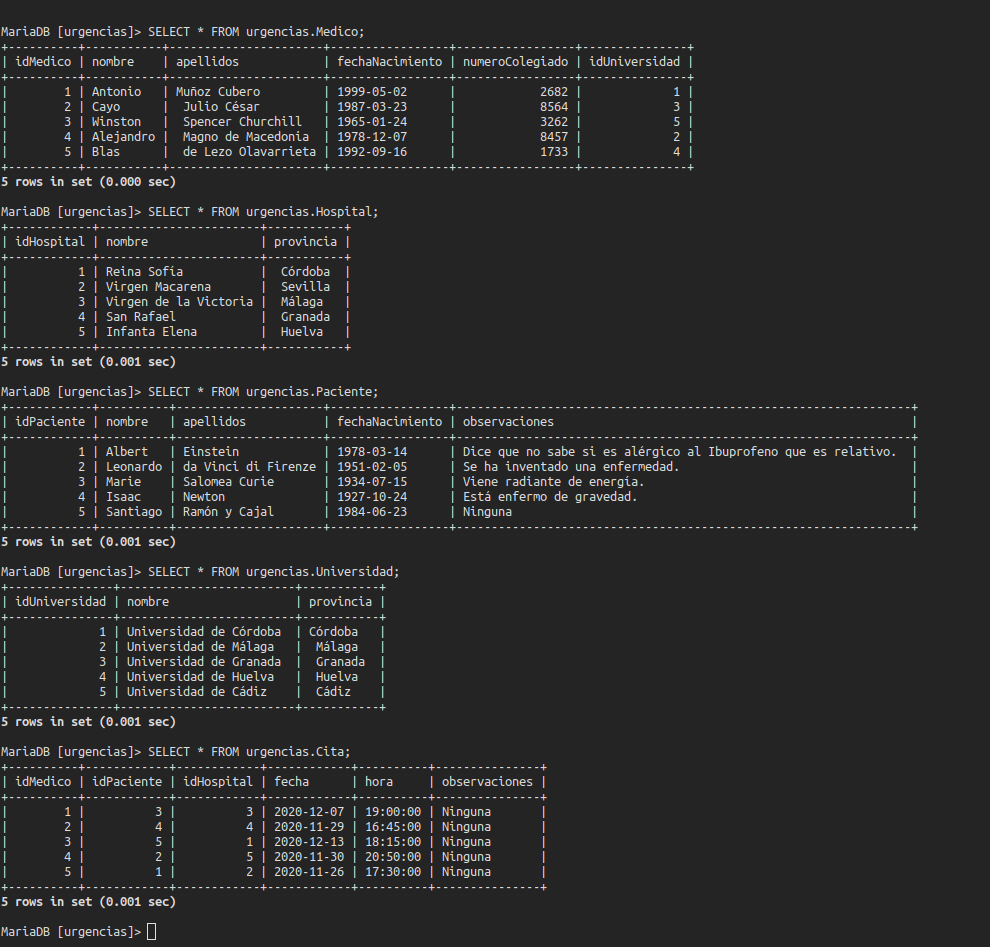 MariaDB [urgencias]> SELECT * FROM urgencias.Medico;
+----------+-----------+----------------------+-----------------+-----------------+---------------+
| idMedico | nombre    | apellidos            | fechaNacimiento | numeroColegiado | idUniversidad |
+----------+-----------+----------------------+-----------------+-----------------+---------------+
|        1 | Antonio   | Muñoz Cubero         | 1999-05-02      |            2682 |             1 |
|        2 | Cayo      |  Julio César         | 1987-03-23      |            8564 |             3 |
|        3 | Winston   |  Spencer Churchill   | 1965-01-24      |            3262 |             5 |
|        4 | Alejandro |  Magno de Macedonia  | 1978-12-07      |            8457 |             2 |
|        5 | Blas      |  de Lezo Olavarrieta | 1992-09-16      |            1733 |             4 |
+----------+-----------+----------------------+-----------------+-----------------+---------------+
5 rows in set (0.000 sec)
MariaDB [urgencias]> SELECT * FROM urgencias.Hospital;
+------------+-----------------------+-----------+
| idHospital | nombre                | provincia |
+------------+-----------------------+-----------+
|          1 | Reina Sofía           |  Córdoba  |
|          2 | Virgen Macarena       |  Sevilla  |
|          3 | Virgen de la Victoria |  Málaga   |
|          4 | San Rafael            |  Granada  |
|          5 | Infanta Elena         |  Huelva   |
+------------+-----------------------+-----------+
5 rows in set (0.001 sec)
MariaDB [urgencias]> SELECT * FROM urgencias.Paciente;
+------------+----------+---------------------+-----------------+-----------------------------------------------------------------+
| idPaciente | nombre   | apellidos           | fechaNacimiento | observaciones                                                   |
+------------+----------+---------------------+-----------------+-----------------------------------------------------------------+
|          1 | Albert   | Einstein            | 1978-03-14      | Dice que no sabe si es alérgico al Ibuprofeno que es relativo.  |
|          2 | Leonardo | da Vinci di Firenze | 1951-02-05      | Se ha inventado una enfermedad.                                 |
|          3 | Marie    | Salomea Curie       | 1934-07-15      | Viene radiante de energía.                                      |
|          4 | Isaac    | Newton              | 1927-10-24      | Está enfermo de gravedad.                                       |
|          5 | Santiago | Ramón y Cajal       | 1984-06-23      | Ninguna                                                         |
+------------+----------+---------------------+-----------------+-----------------------------------------------------------------+
5 rows in set (0.001 sec)
MariaDB [urgencias]> SELECT * FROM urgencias.Universidad;
+---------------+-------------------------+-----------+
| idUniversidad | nombre                  | provincia |
+---------------+-------------------------+-----------+
|             1 | Universidad de Córdoba  | Córdoba   |
|             2 | Universidad de Málaga   |  Málaga   |
|             3 | Universidad de Granada  |  Granada  |
|             4 | Universidad de Huelva   |  Huelva   |
|             5 | Universidad de Cádiz    |  Cádiz    |
+---------------+-------------------------+-----------+
5 rows in set (0.001 sec)
MariaDB [urgencias]> SELECT * FROM urgencias.Cita;
+----------+------------+------------+------------+----------+---------------+
| idMedico | idPaciente | idHospital | fecha      | hora     | observaciones |
+----------+------------+------------+------------+----------+---------------+
|        1 |          3 |          3 | 2020-12-07 | 19:00:00 | Ninguna       |
|        2 |          4 |          4 | 2020-11-29 | 16:45:00 | Ninguna       |
|        3 |          5 |          1 | 2020-12-13 | 18:15:00 | Ninguna       |
|        4 |          2 |          5 | 2020-11-30 | 20:50:00 | Ninguna       |
|        5 |          1 |          2 | 2020-11-26 | 17:30:00 | Ninguna       |
+----------+------------+------------+------------+----------+---------------+
5 rows in set (0.001 sec)
MariaDB [urgencias]>